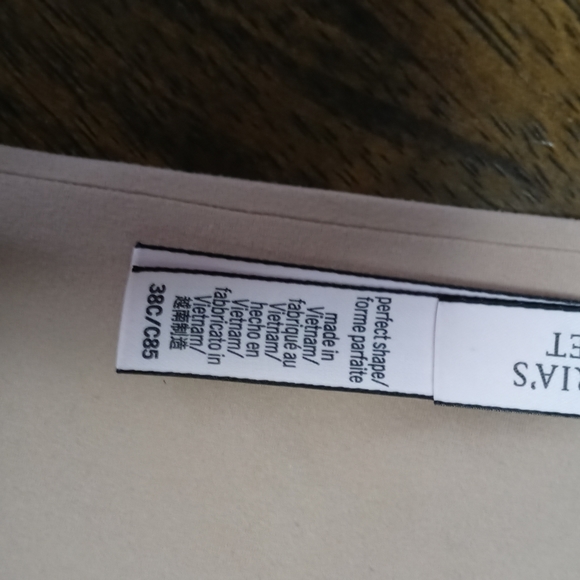 perfect shape/
forme parfaite
made in
Vietnam/
fabriqué au
Vietnam/
hecho en
Vietnam/
fabbricato in
Vietnam/
越南制造
38C/C85
RIA'S
ET